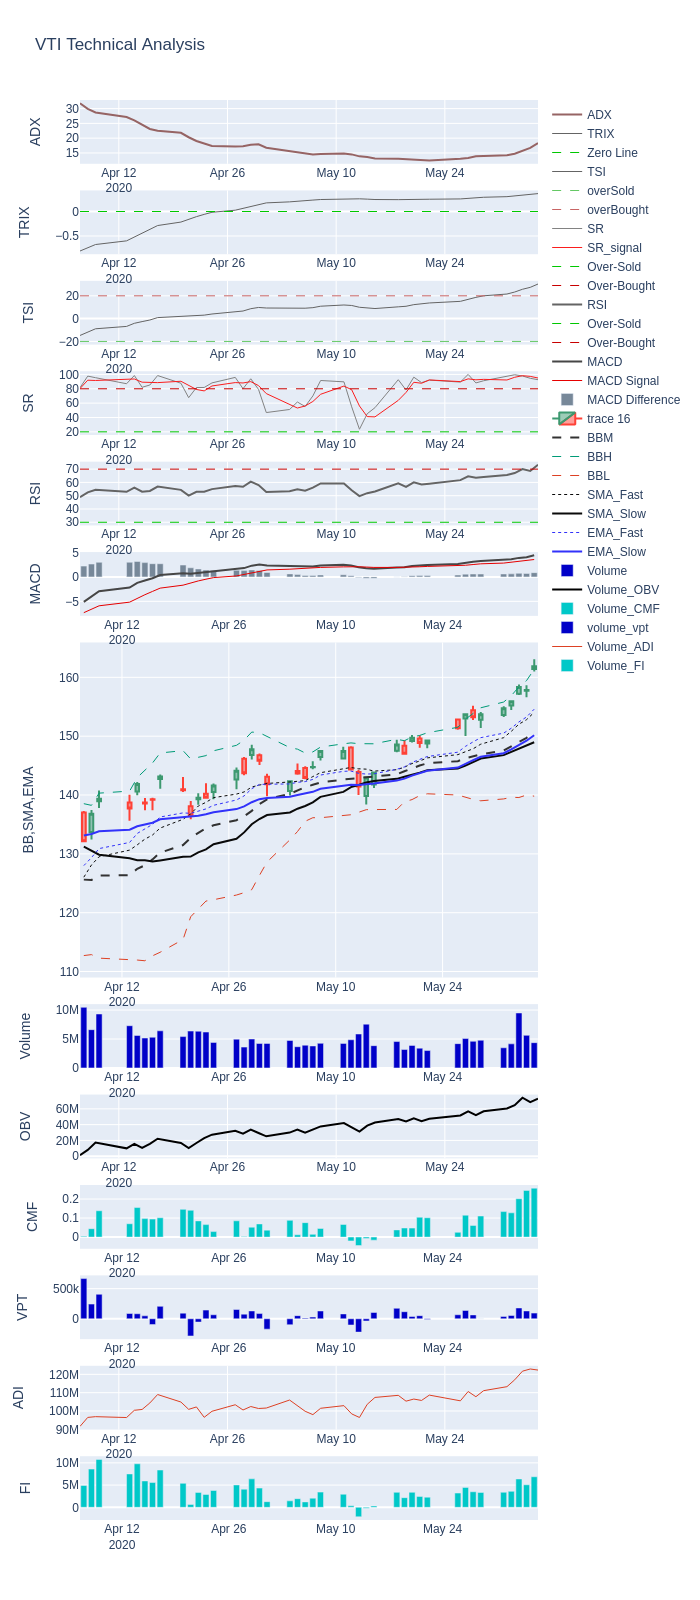 VTI Technical Analysis
ADX
30
25
20
15
Apr 12
2020
Apr 26
May 10
May 24
TRIX
0
−0.5
Apr 12
2020
Apr 26
May 10
May 24
TSI
20
0
−20
Apr 12
2020
Apr 26
May 10
May 24
SR
100
80
60
40
20
Apr 12
2020
Apr 26
May 10
May 24
RSI
70
60
50
40
30
Apr 12
2020
Apr 26
May 10
May 24
MACD
5
0
−5
Apr 12
2020
Apr 26
May 10
May 24
BB,SMA,EMA
160
150
140
130
120
110
Apr 12
2020
Apr 26
May 10
May 24
Volume
10M
5M
0
Apr 12
2020
Apr 26
May 10
May 24
OBV
60M
40M
20M
0
Apr 12
2020
Apr 26
May 10
May 24
CMF
0.2
0.1
0
Apr 12
2020
Apr 26
May 10
May 24
VPT
500k
0
Apr 12
2020
Apr 26
May 10
May 24
ADI
120M
110M
100M
90M
Apr 12
2020
Apr 26
May 10
May 24
FI
10M
5M
0
Apr 12
2020
Apr 26
May 10
May 24
ADX
TRIX
Zero Line
TSI
overSold
overBought
SR
SR_signal
Over-Sold
Over-Bought
RSI
Over-Sold
Over-Bought
MACD
MACD Signal
MACD Difference
trace 16
BBM
BBH
BBL
SMA_Fast
SMA_Slow
EMA_Fast
EMA_Slow
Volume
Volume_OBV
Volume_CMF
volume_vpt
Volume_ADI
Volume_FI